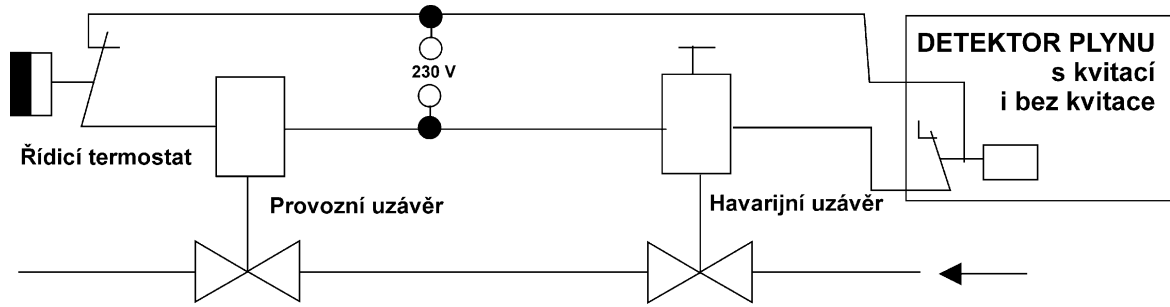 DETEKTOR PLYNU
s kvitací
i bez kvitace
230 V
Řídicí termostat
Provozní uzávěr
Havarijní uzávěr